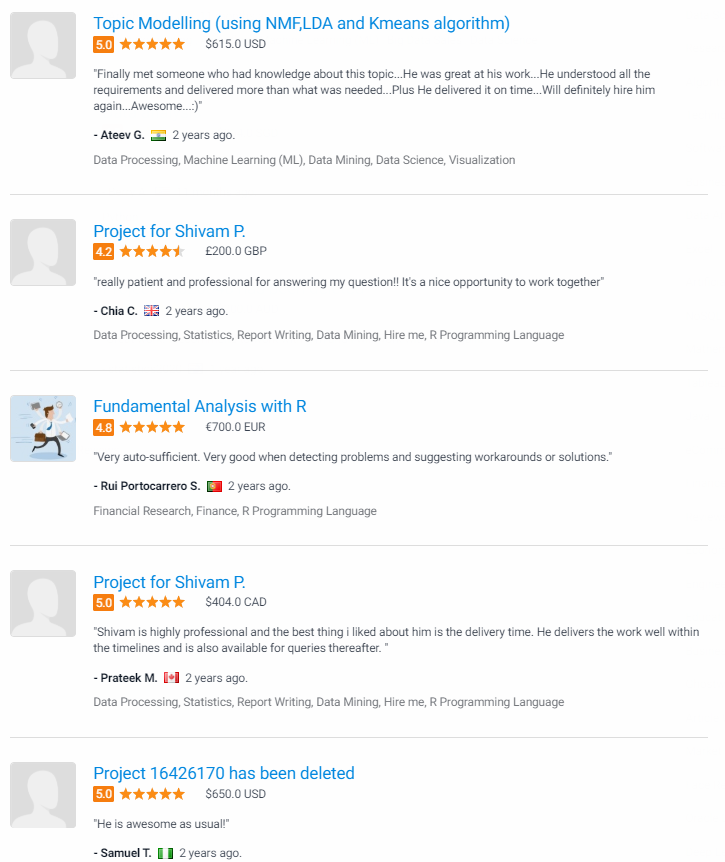 Topic Modelling (using NMF,LDA and Kmeans algorithm)
5.0 $615.0 USD
"Finally met someone who had knowledge about this topic...He was great at his work...He understood all the
requirements and delivered more than what was needed...Plus He delivered it on time...Will definitely hire him
again...Awesome...:)"
- Ateev G. 2 years ago.
Data Processing, Machine Learning (ML), Data Mining, Data Science, Visualization
Project for Shivam P.
4.2 £200.0 GBP
"really patient and professional for answering my question!! It's a nice opportunity to work together"
- Chia C. 2 years ago.
Data Processing, Statistics, Report Writing, Data Mining, Hire me, R Programming Language
Fundamental Analysis with R
4.8 €700.0 EUR
"Very auto-sufficient. Very good when detecting problems and suggesting workarounds or solutions."
- Rui Portocarrero S. 2 years ago.
Financial Research, Finance, R Programming Language
Project for Shivam P.
5.0 $404.0 CAD
"Shivam is highly professional and the best thing i liked about him is the delivery time. He delivers the work well within
the timelines and is also available for queries thereafter. "
- Prateek M. 2 years ago.
Data Processing, Statistics, Report Writing, Data Mining, Hire me, R Programming Language
Project 16426170 has been deleted
5.0 $650.0 USD
"He is awesome as usual!"
- Samuel T. 2 years ago.